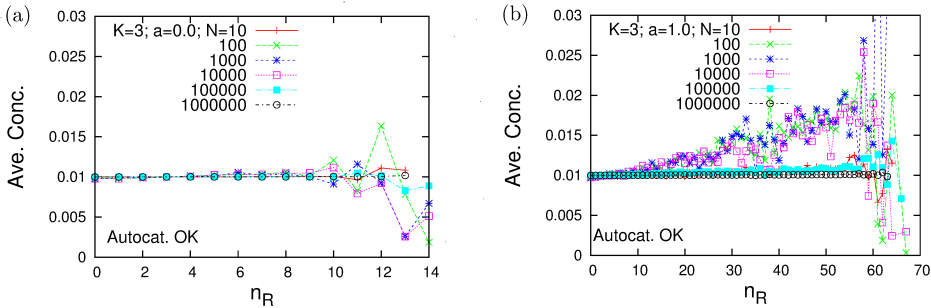 (a)
K=3; a=0.0; N=10
100
1000
10000
100000
1000000
Ave. Conc.
0.03
0.025
0.02
0.015
0.01
0.005
0
Autocat. OK
0 2 4 6 8 10 12 14
n_R
(b)
K=3; a=1.0; N=10
100
1000
10000
100000
1000000
Ave. Conc.
0.03
0.025
0.02
0.015
0.01
0.005
0
Autocat. OK
0 10 20 30 40 50 60 70
n_R